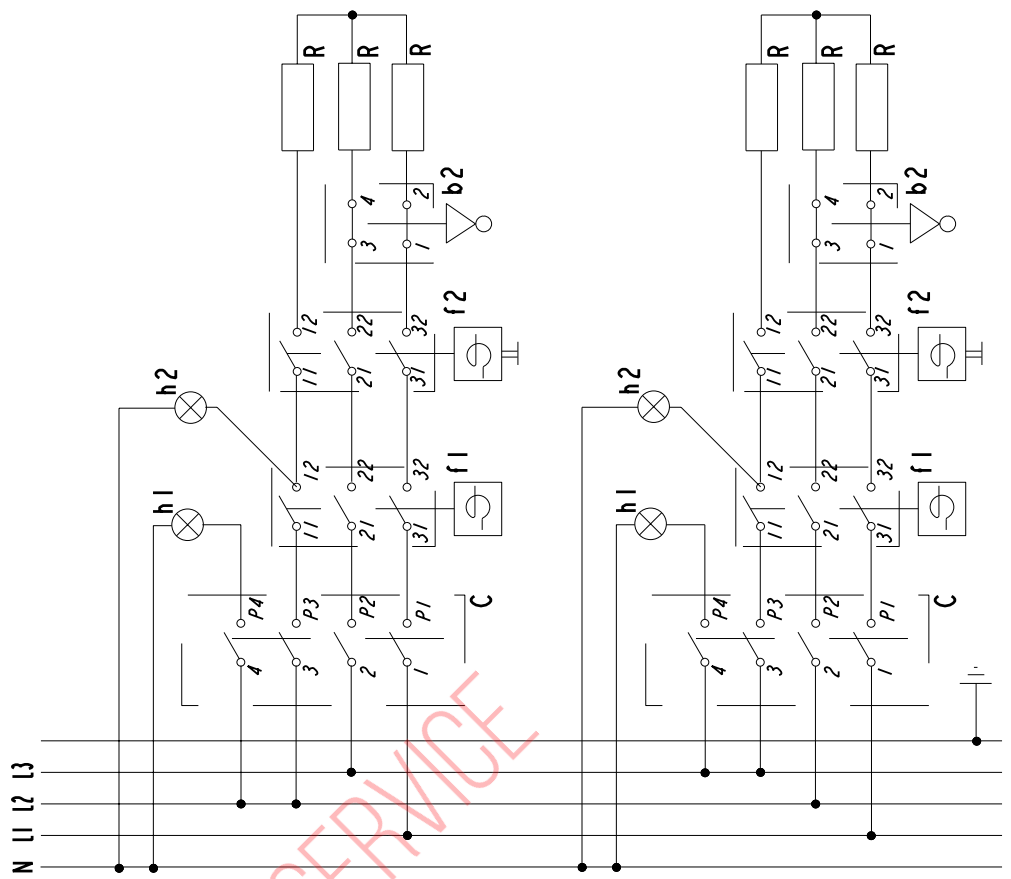 R R R R R R
4 2 b2 4 2 b2
3 1 3 1
12 22 32 f2 12 22 32 f2
11 21 31 11 21 31
h2 h2
12 22 32 12 22 32
h1 f1 h1 f1
11 21 31 11 21 31
P4 P3 P2 P1 C P4 P3 P2 P1 C
4 3 2 1 4 3 2 1
L3
L2
L1
N
SERVICE